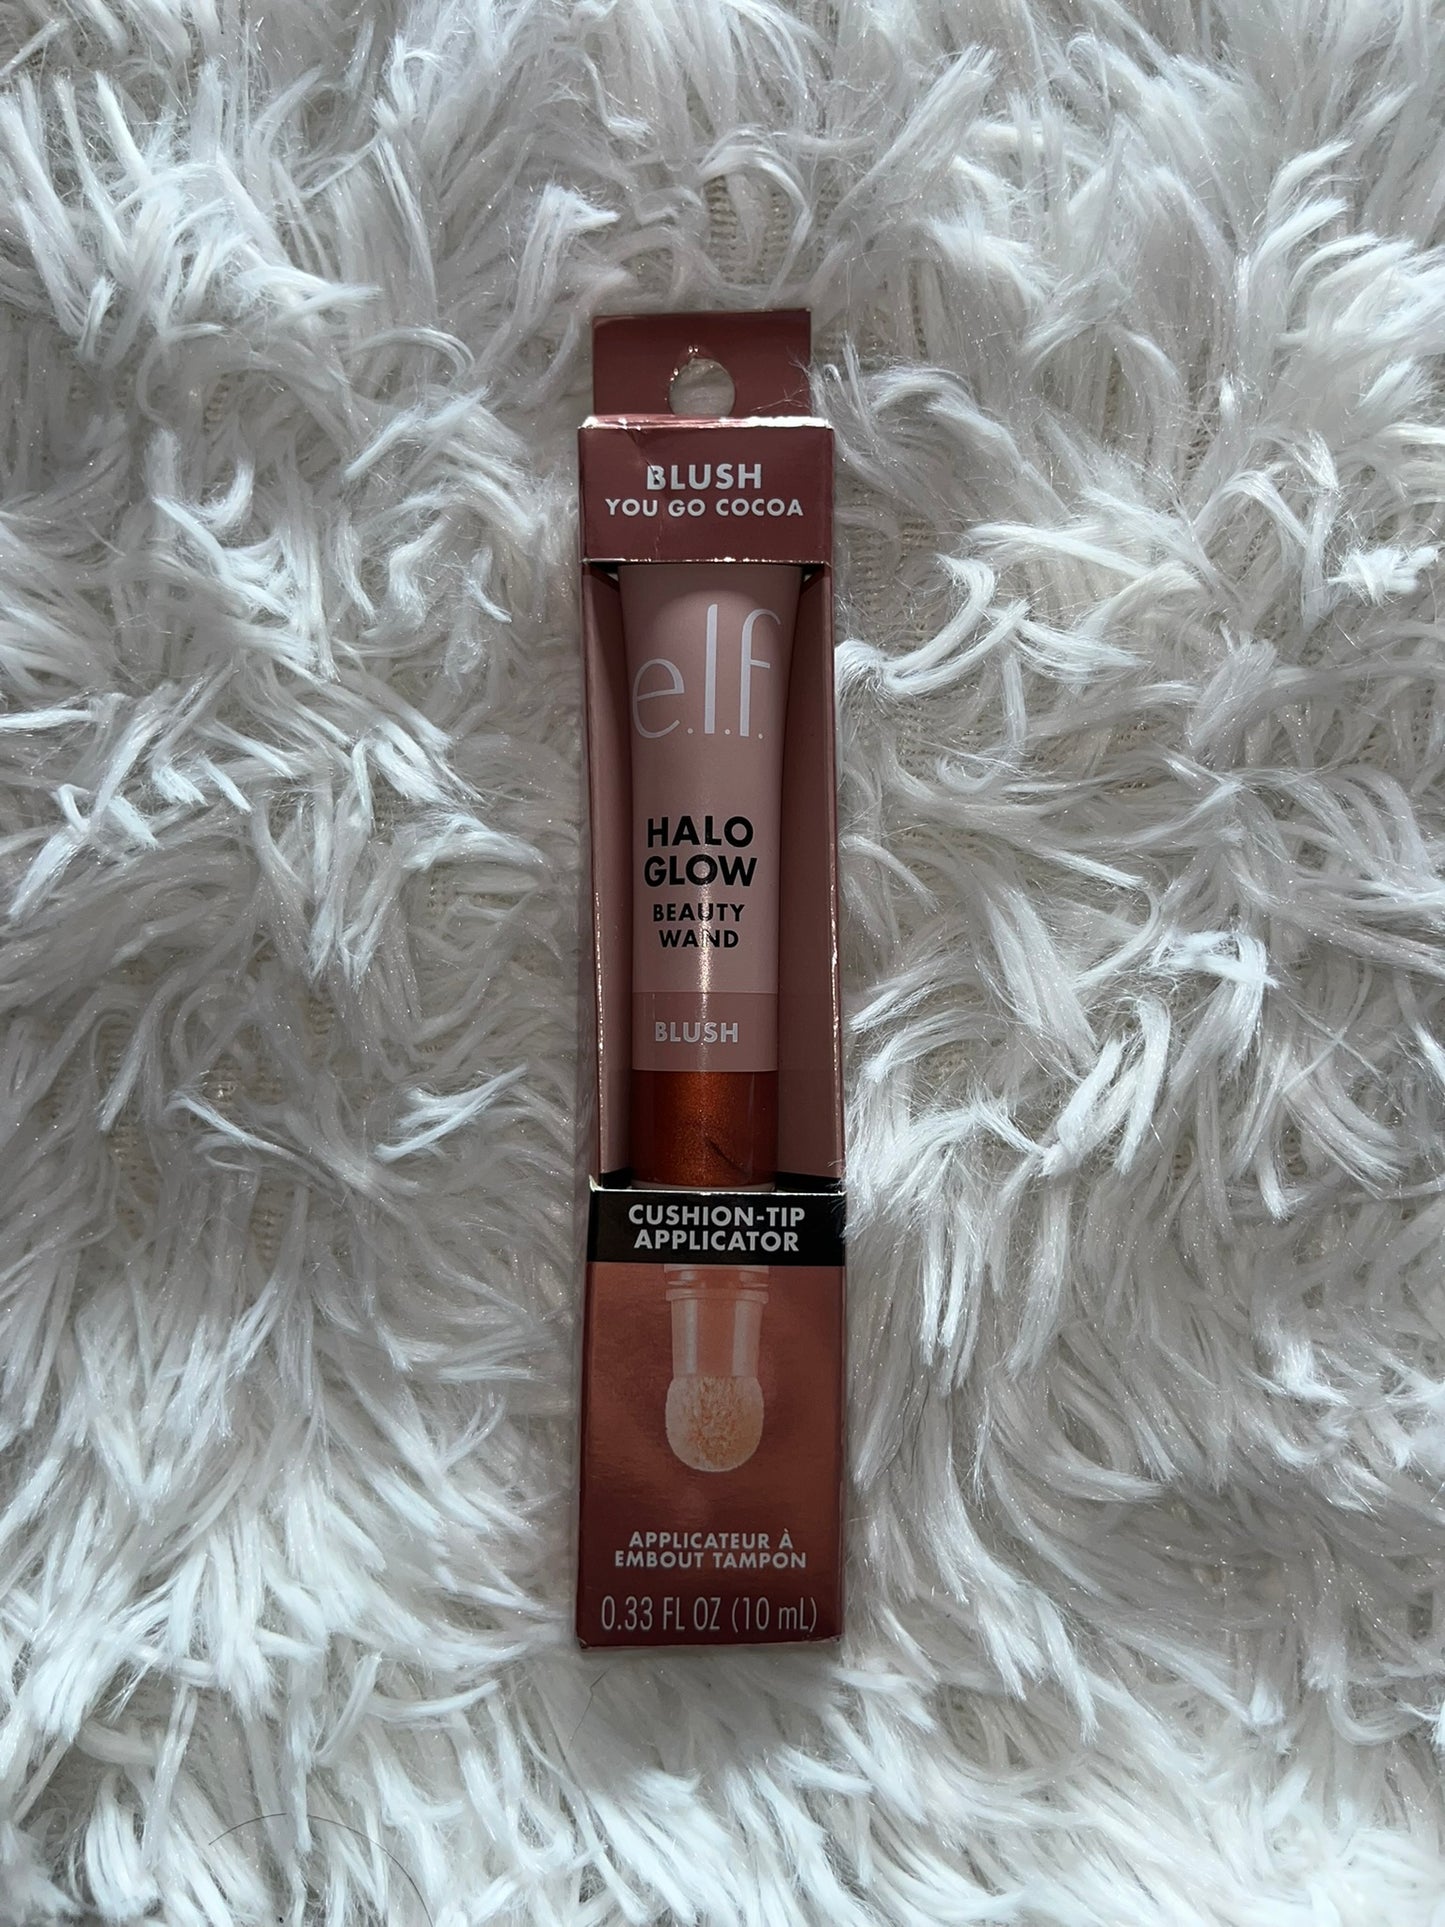 BLUSH
YOU GO COCOA
e.l.f.
HALO
GLOW
BEAUTY
WAND
BLUSH
CUSHION-TIP
APPLICATOR
APPLICATEUR À
EMBOUT TAMPON
0.33 FL OZ (10 mL)